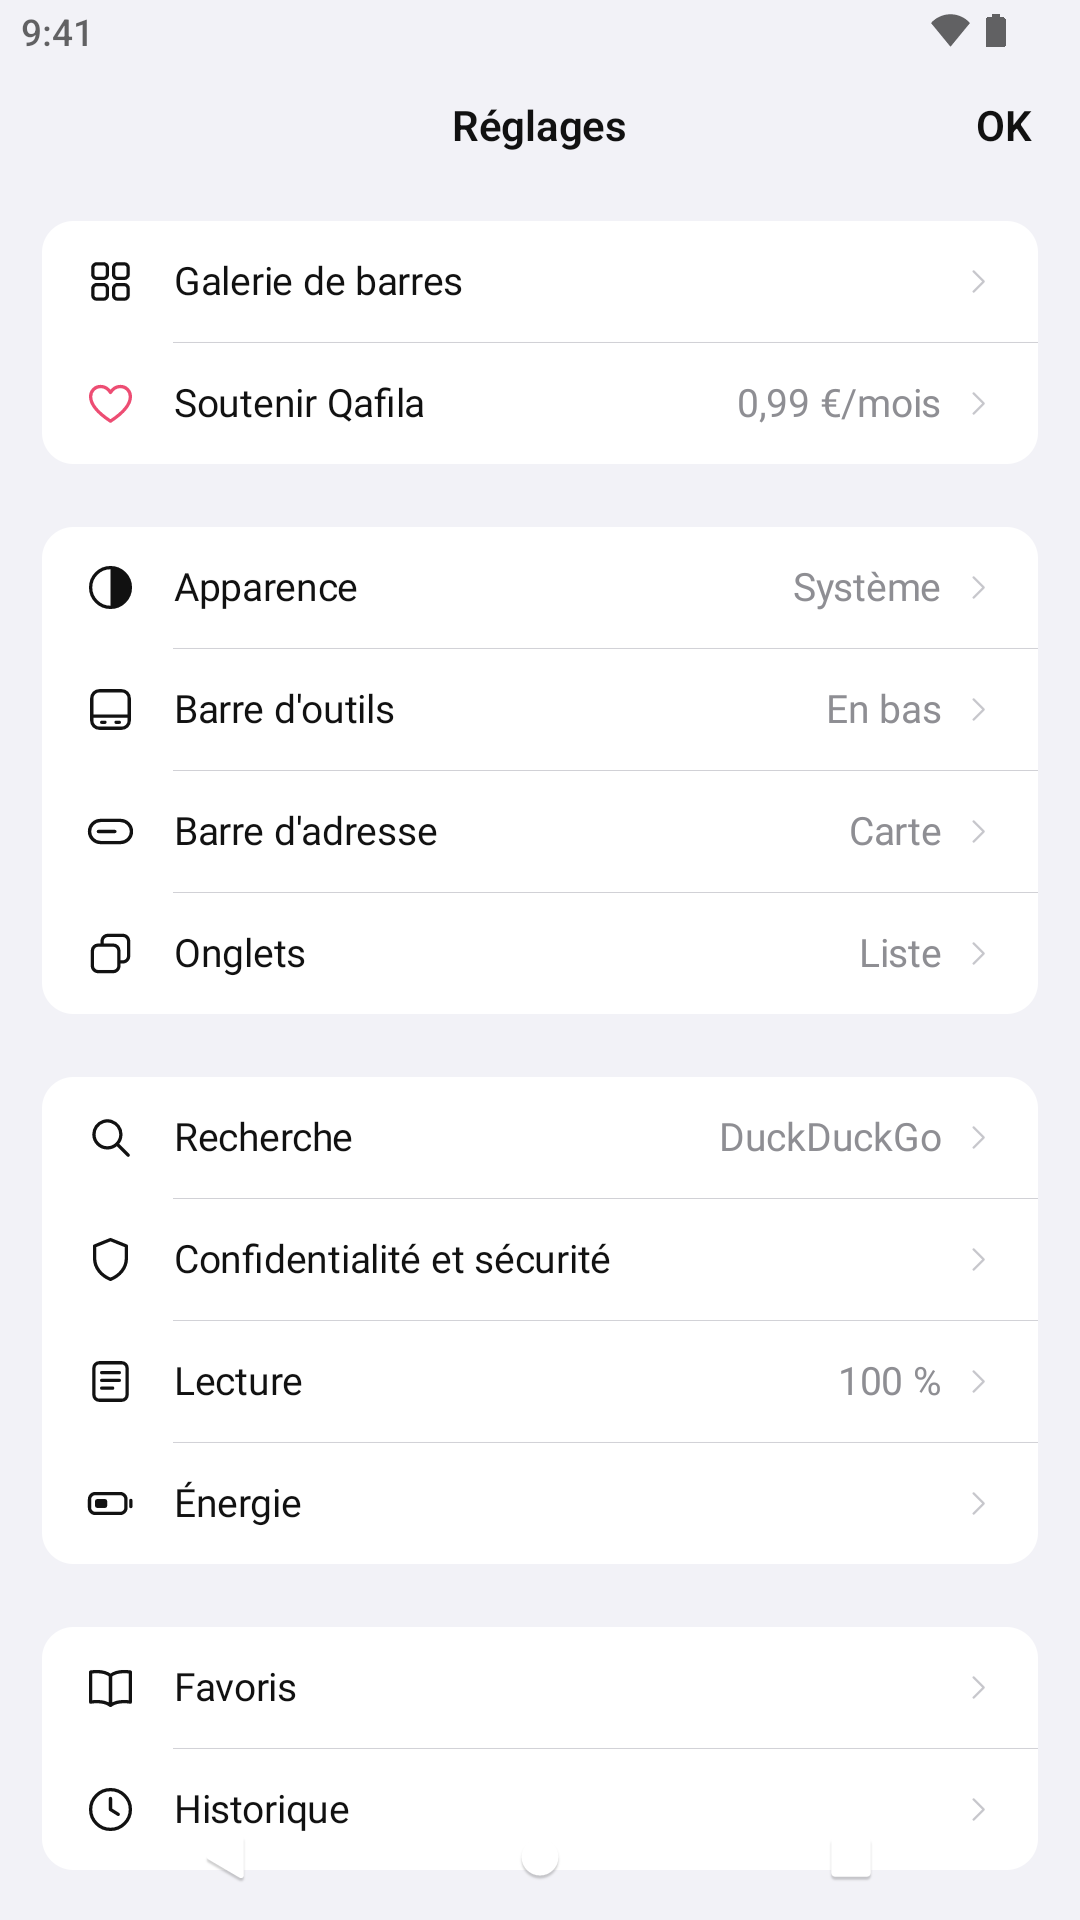 9:41
Réglages
OK
Galerie de barres
Soutenir Qafila 0,99 €/mois
Apparence Système
Barre d'outils En bas
Barre d'adresse Carte
Onglets Liste
Recherche DuckDuckGo
Confidentialité et sécurité
Lecture 100 %
Énergie
Favoris
Historique